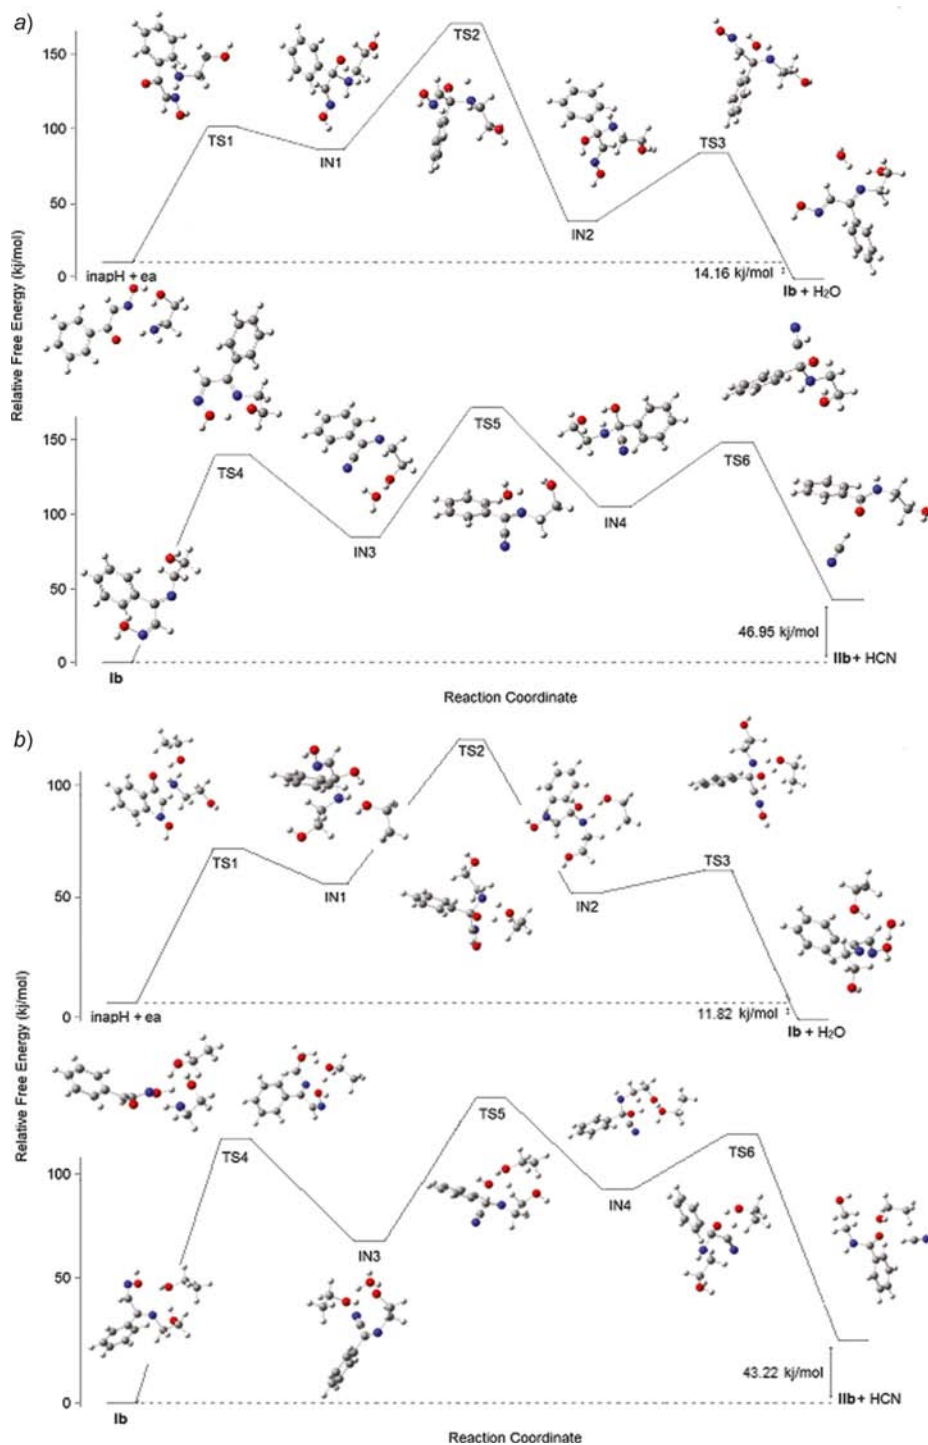 a)
Relative Free Energy (kj/mol)
150
100
50
0
TS1
IN1
TS2
IN2
TS3
inapH + ea
14.16 kj/mol
Ib + H2O
150
100
50
0
TS4
IN3
TS5
IN4
TS6
46.95 kj/mol
Ib
IIb + HCN
Reaction Coordinate
b)
Relative Free Energy (kj/mol)
100
50
0
TS1
IN1
TS2
IN2
TS3
inapH + ea
11.82 kj/mol
Ib + H2O
100
50
0
TS4
IN3
TS5
IN4
TS6
43.22 kj/mol
Ib
IIb + HCN
Reaction Coordinate